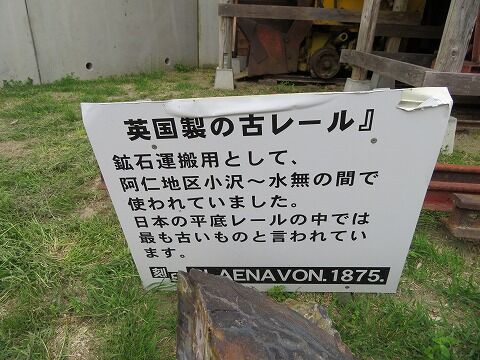 英国製の古レール』
鉱石運搬用として、
阿仁地区小沢～水無の間で
使われていました。
日本の平底レールの中では
最も古いものと言われてい
ます。
刻 LAENAVON.1875.